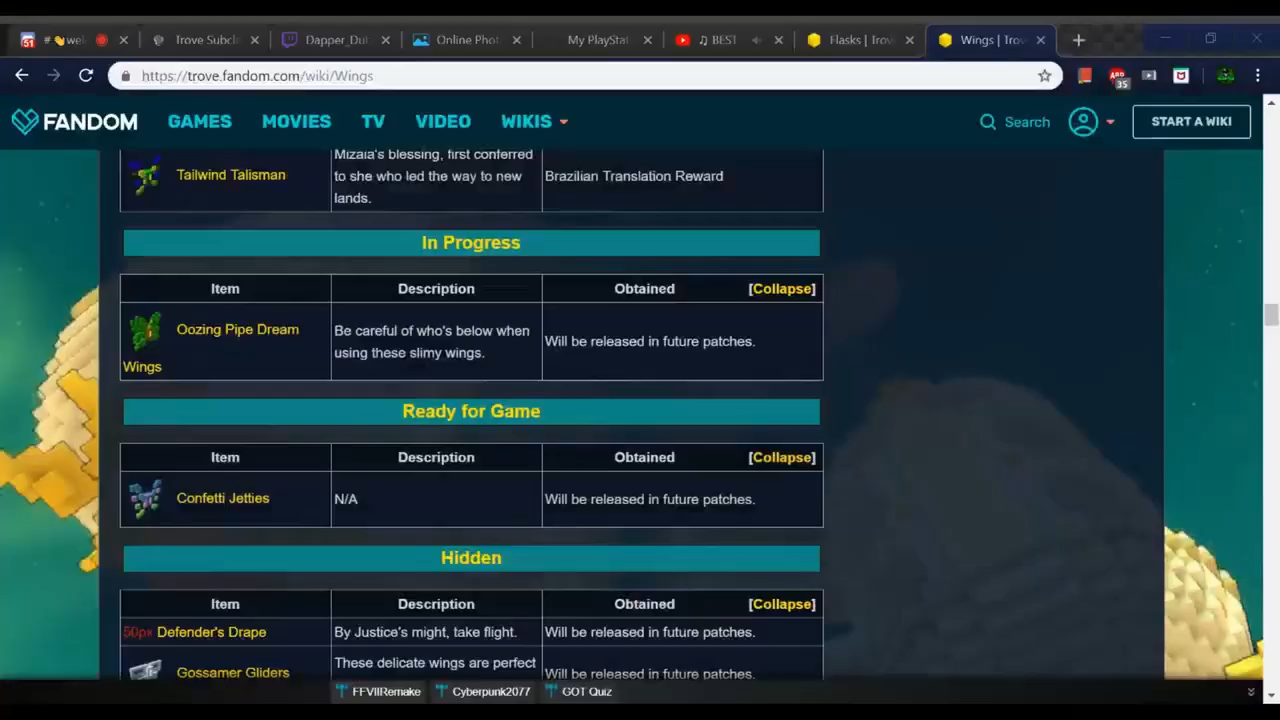 51 # 👋 wel Trove Subcl Dapper_Dul Online Phot My PlaySta ♫ BEST Flasks | Trov Wings | Trov
https://trove.fandom.com/wiki/Wings ABP 35
FANDOM GAMES MOVIES TV VIDEO WIKIS Search START A WIKI
Tailwind Talisman
Mizala's blessing, first conferred
to she who led the way to new
lands.
Brazilian Translation Reward
In Progress
Item Description Obtained [Collapse]
Oozing Pipe Dream
Wings
Be careful of who's below when
using these slimy wings.
Will be released in future patches.
Ready for Game
Item Description Obtained [Collapse]
Confetti Jetties N/A Will be released in future patches.
Hidden
Item Description Obtained [Collapse]
50px Defender's Drape By Justice's might, take flight. Will be released in future patches.
Gossamer Gliders These delicate wings are perfect Will be released in future patches.
FFVIIRemake Cyberpunk2077 GOT Quiz